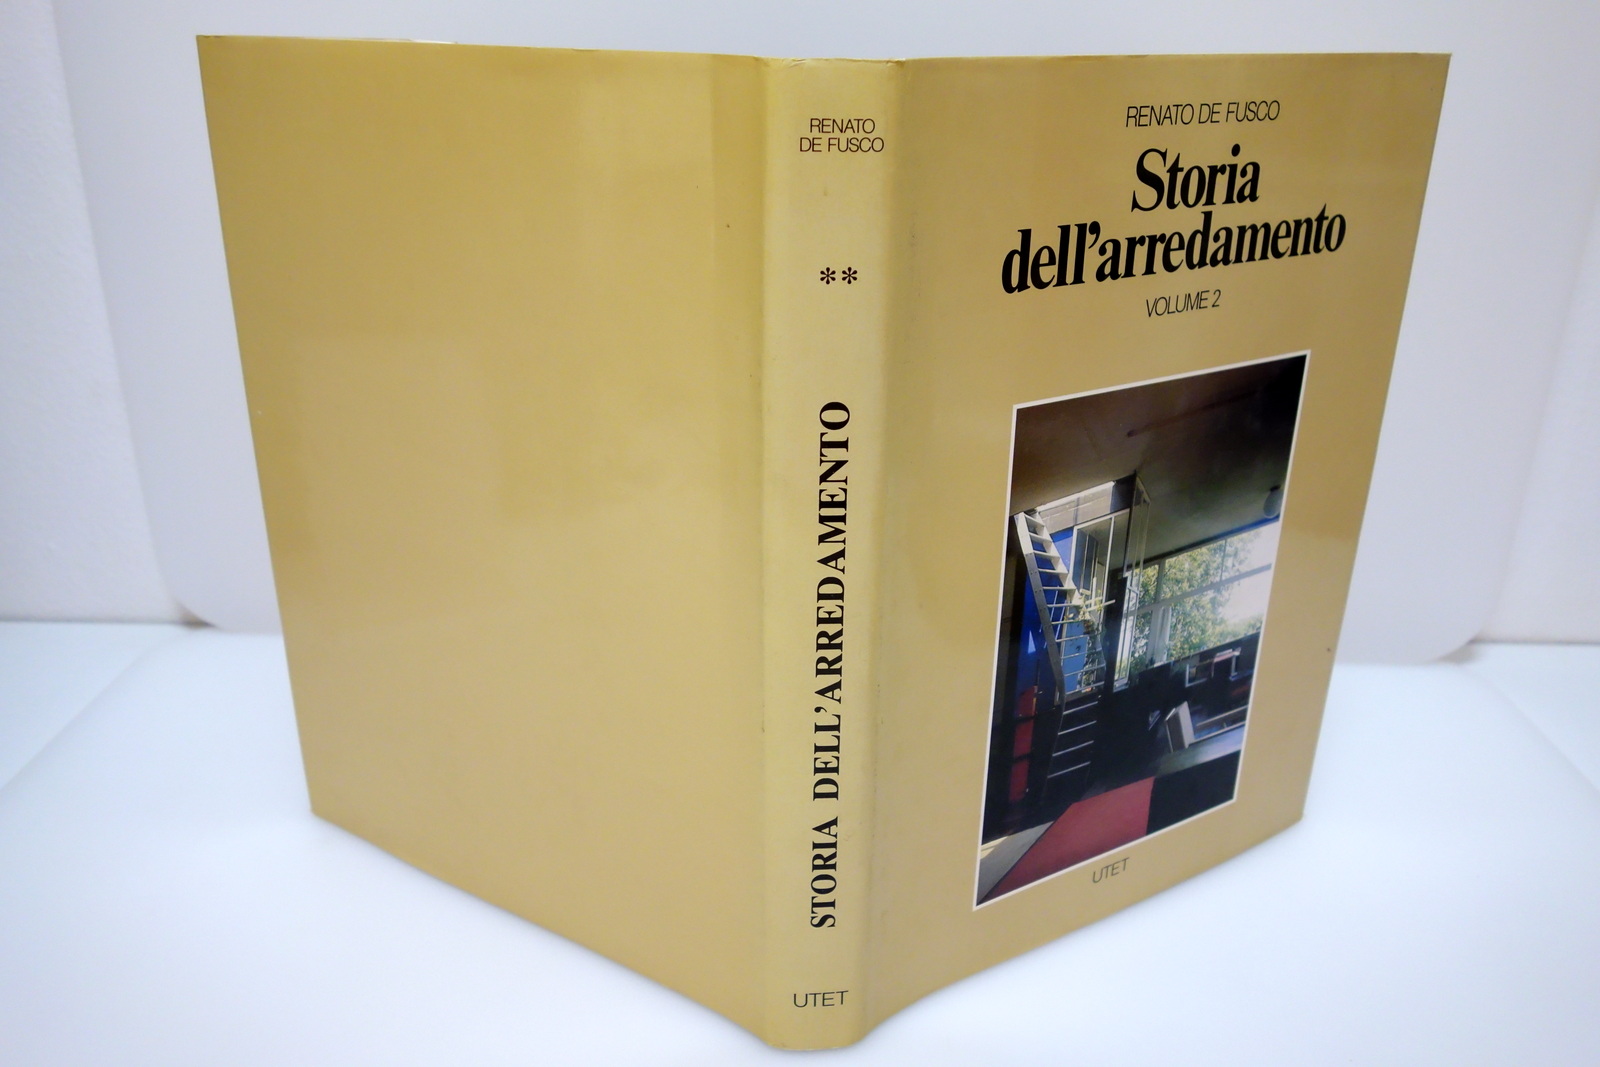 RENATO
DE FUSCO
**
STORIA DELL'ARREDAMENTO
UTET
RENATO DE FUSCO
Storia
dell'arredamento
VOLUME 2
UTET